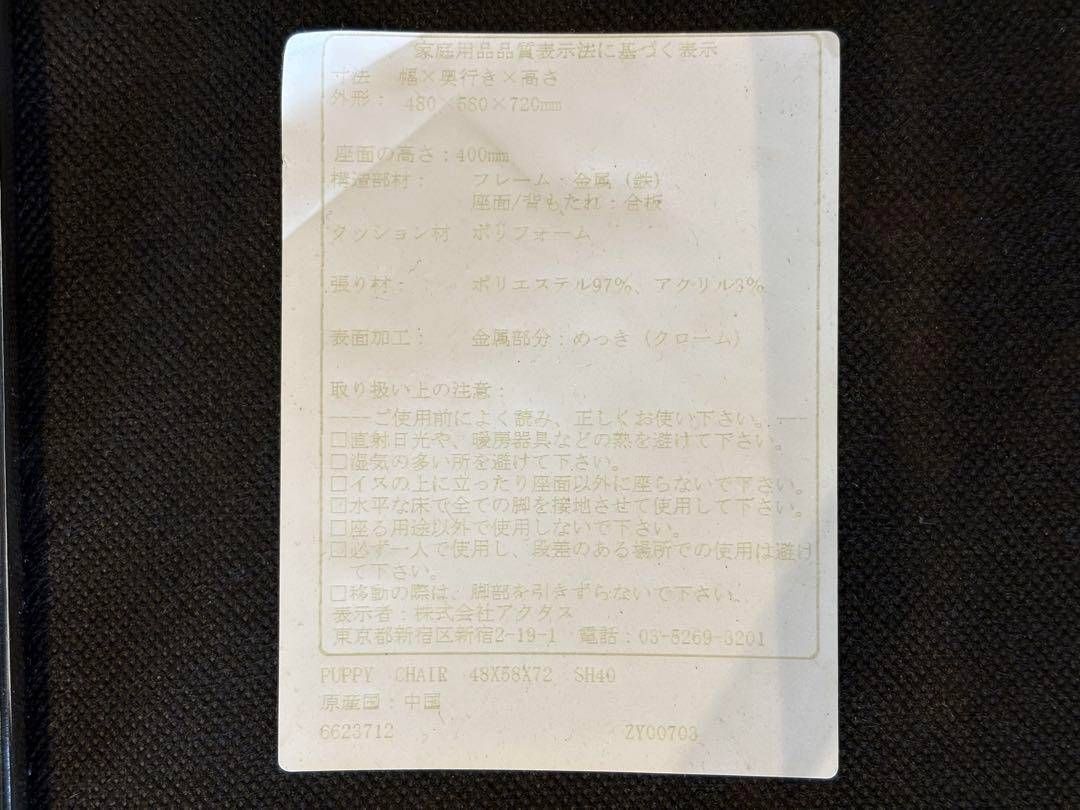 家庭用品品質表示法に基づく表示
寸法　幅×奥行き×高さ
外形：　480×580×720mm
座面の高さ：400mm
構造部材：　フレーム：金属（鉄）
座面/背もたれ：合板
クッション材　ポリフォーム
張り材：　ポリエステル97%、アクリル3%
表面加工：　金属部分：めっき（クローム）
取り扱い上の注意：
----ご使用前によく読み、正しくお使い下さい。---
□直射日光や、暖房器具などの熱を避けて下さい。
□湿気の多い所を避けて下さい。
□イスの上に立ったり座面以外に座らないで下さい。
□水平な床で全ての脚を接地させて使用して下さい。
□座る用途以外で使用しないで下さい。
□必ず一人で使用し、段差のある場所での使用は避け
て下さい。
□移動の際は、脚部を引きずらないで下さい。
表示者：株式会社アクタス
東京都新宿区新宿2-19-1　電話：03-5269-3201
PUPPY　CHAIR　48X58X72　SH40
原産国：中国
6623712　ZY00703